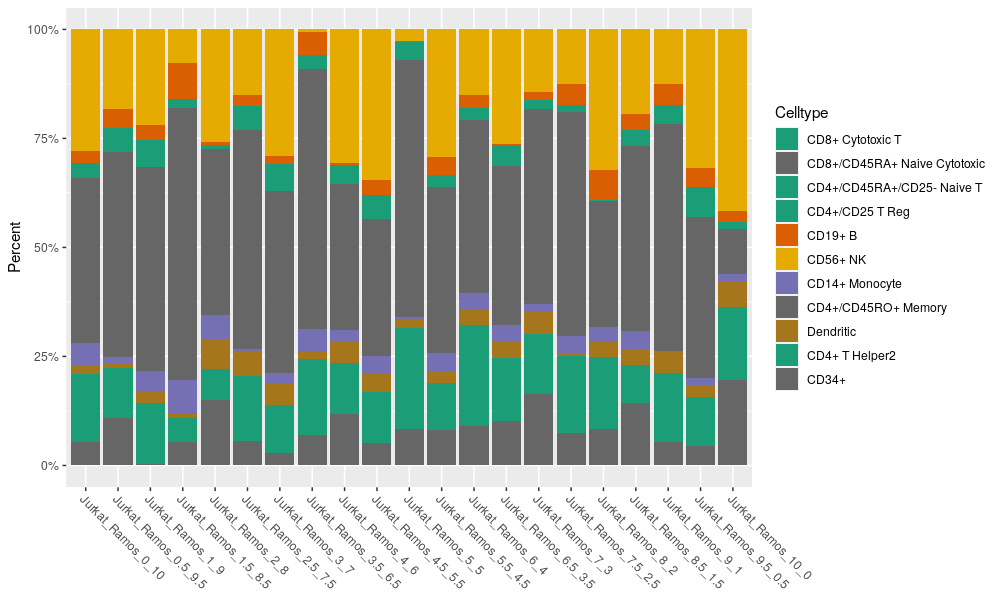 100%
75%
50%
25%
0%
Percent
Jurkat_Ramos_0_10
Jurkat_Ramos_0.5_9.5
Jurkat_Ramos_1_9
Jurkat_Ramos_1.5_8.5
Jurkat_Ramos_2_8
Jurkat_Ramos_2.5_7.5
Jurkat_Ramos_3_7
Jurkat_Ramos_3.5_6.5
Jurkat_Ramos_4_6
Jurkat_Ramos_4.5_5.5
Jurkat_Ramos_5_5
Jurkat_Ramos_5.5_4.5
Jurkat_Ramos_6_4
Jurkat_Ramos_6.5_3.5
Jurkat_Ramos_7_3
Jurkat_Ramos_7.5_2.5
Jurkat_Ramos_8_2
Jurkat_Ramos_8.5_1.5
Jurkat_Ramos_9_1
Jurkat_Ramos_9.5_0.5
Jurkat_Ramos_10_0
Celltype
CD8+ Cytotoxic T
CD8+/CD45RA+ Naive Cytotoxic
CD4+/CD45RA+/CD25- Naive T
CD4+/CD25 T Reg
CD19+ B
CD56+ NK
CD14+ Monocyte
CD4+/CD45RO+ Memory
Dendritic
CD4+ T Helper2
CD34+